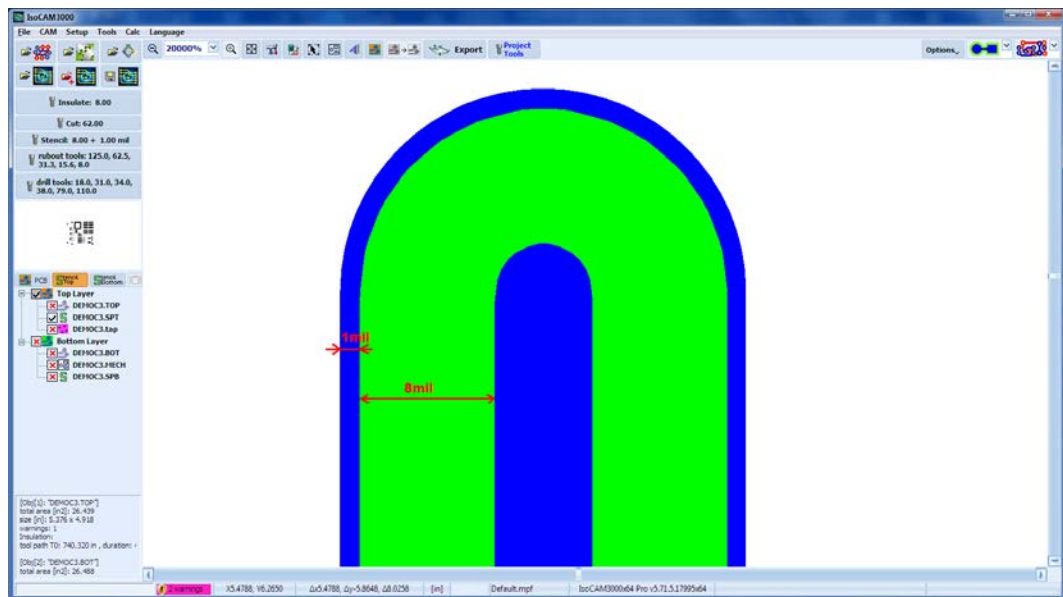 IsoCAM3000
File CAM Setup Tools Calc Language
20000% Export Project Tools Options
Insulate: 8.00
Cut: 62.00
Stencil: 8.00 + 1.00 mil
rubout tools: 125.0, 62.5,
31.3, 15.6, 8.0
drill tools: 18.0, 31.0, 34.0,
38.0, 79.0, 110.0
PCB Stencil Top Stencil Bottom
Top Layer
DEMOC3.TOP
DEMOC3.SPT
DEMOC3.tap
Bottom Layer
DEMOC3.BOT
DEMOC3.MECH
DEMOC3.SPB
1mil
8mil
[Obj[1]: "DEMOC3.TOP"]
total area [in2]: 26.439
size [in]: 5.376 x 4.918
warnings: 1
Insulation:
tool path T0: 740.320 in , duration:
[Obj[2]: "DEMOC3.BOT"]
total area [in2]: 26.488
2 warnings X5.4788, Y6.2650 Δx5.4788, Δy-5.8648, Δ8.0258 [in] Default.mpf IsoCAM3000x64 Pro v5.71.5.17995x64